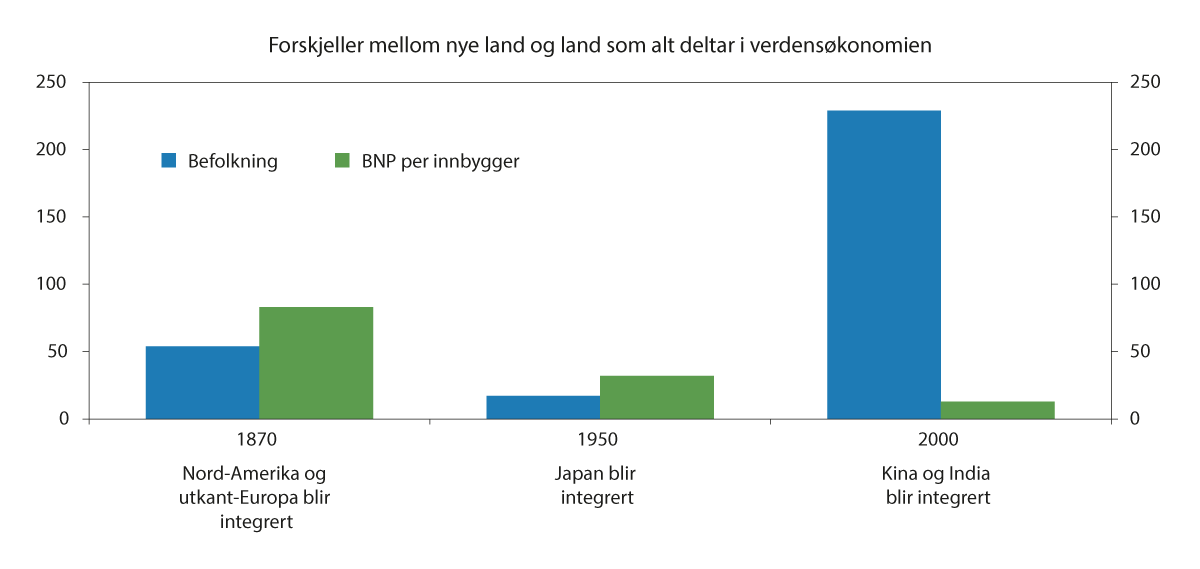 Forskjeller mellom nye land og land som alt deltar i verdensøkonomien
250 250
200 200
150 150
100 100
50 50
0 0
Befolkning BNP per innbygger
1870 1950 2000
Nord-Amerika og
utkant-Europa blir
integrert
Japan blir
integrert
Kina og India
blir integrert